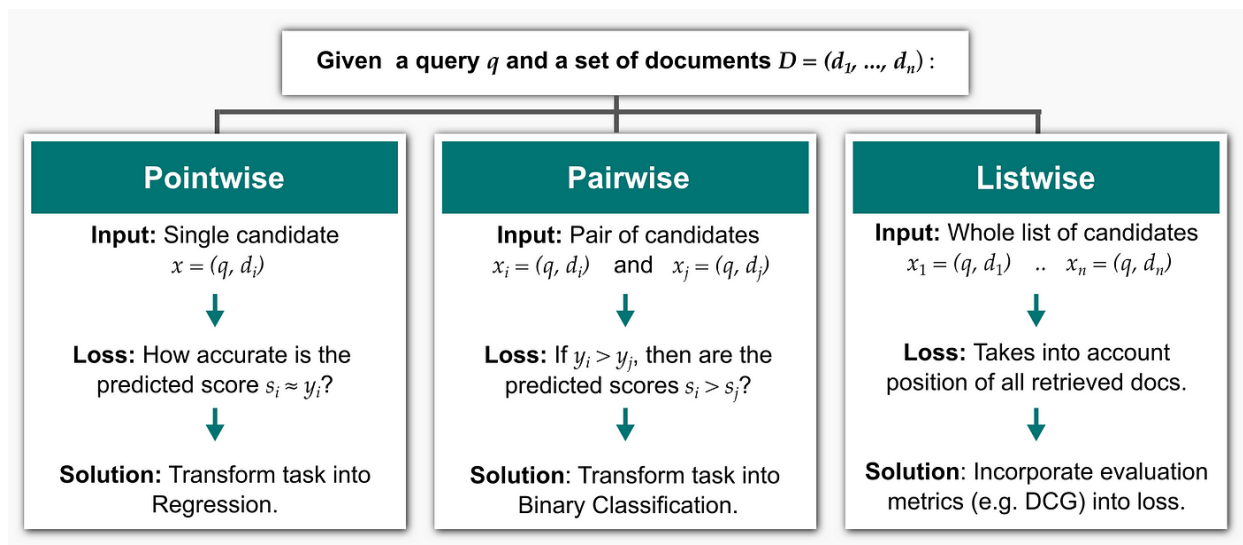 Given a query q and a set of documents D = (d₁, ..., dₙ) :
Pointwise
Input: Single candidate
x = (q, dᵢ)
Loss: How accurate is the
predicted score sᵢ ≈ yᵢ?
Solution: Transform task into
Regression.
Pairwise
Input: Pair of candidates
xᵢ = (q, dᵢ) and xⱼ = (q, dⱼ)
Loss: If yᵢ > yⱼ, then are the
predicted scores sᵢ > sⱼ?
Solution: Transform task into
Binary Classification.
Listwise
Input: Whole list of candidates
x₁ = (q, d₁) .. xₙ = (q, dₙ)
Loss: Takes into account
position of all retrieved docs.
Solution: Incorporate evaluation
metrics (e.g. DCG) into loss.